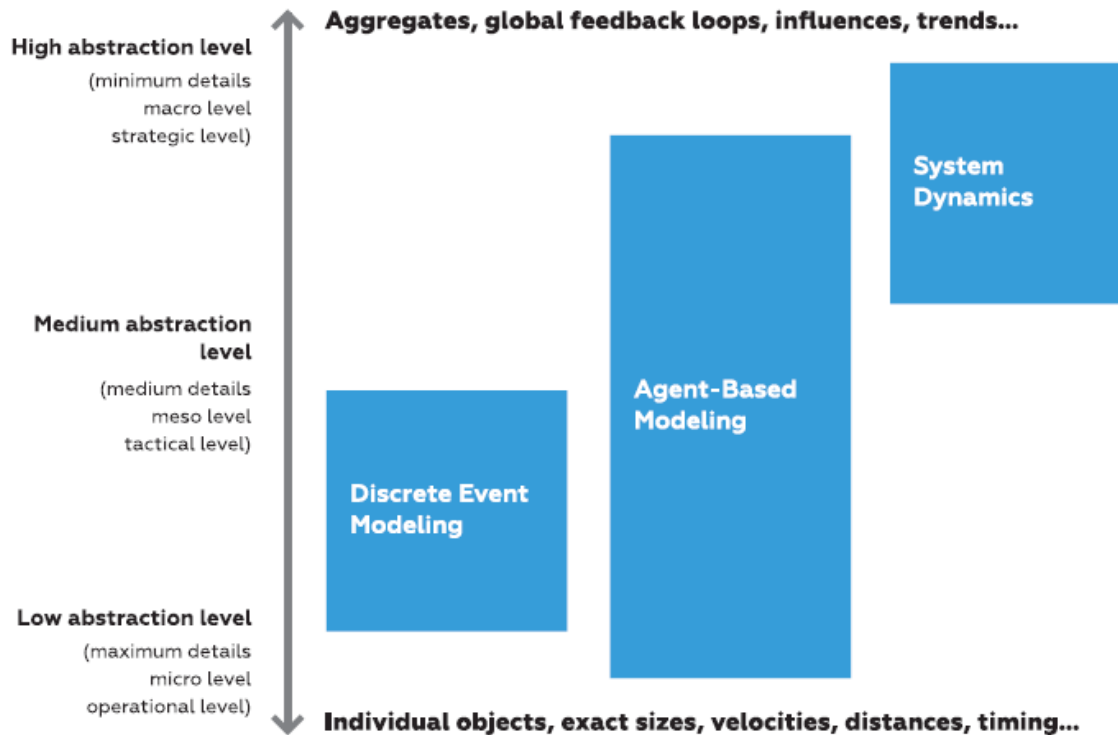 Aggregates, global feedback loops, influences, trends...
High abstraction level
(minimum details
macro level
strategic level)
System
Dynamics
Medium abstraction
level
(medium details
meso level
tactical level)
Agent-Based
Modeling
Discrete Event
Modeling
Low abstraction level
(maximum details
micro level
operational level)
Individual objects, exact sizes, velocities, distances, timing...